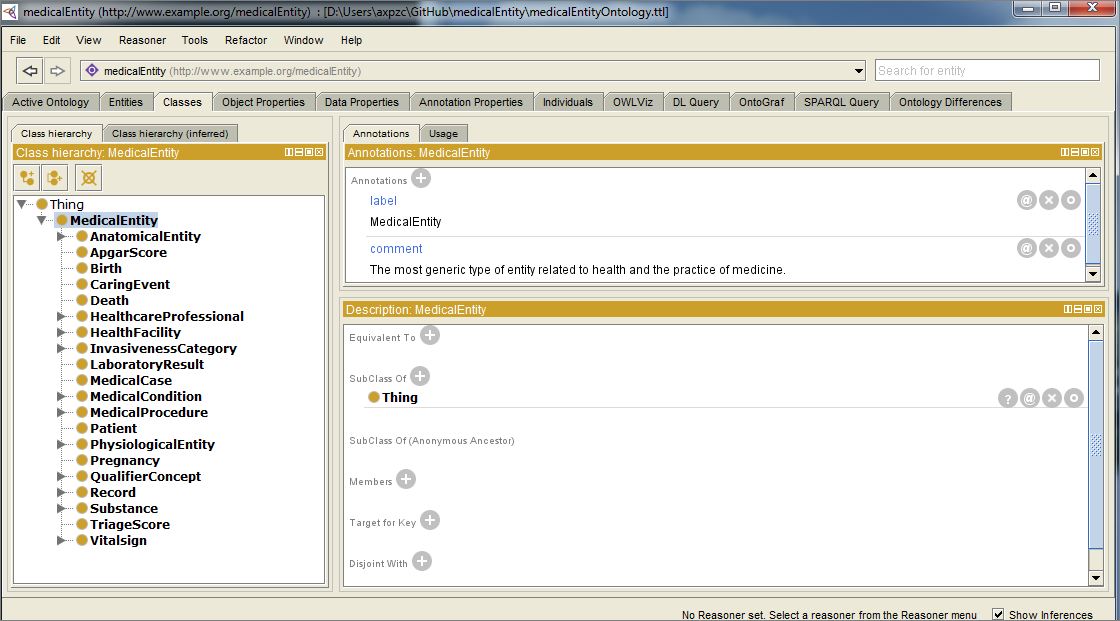 medicalEntity (http://www.example.org/medicalEntity) : [D:\Users\axpzc\GitHub\medicalEntity\medicalEntityOntology.ttl]
File Edit View Reasoner Tools Refactor Window Help
medicalEntity (http://www.example.org/medicalEntity) Search for entity
Active Ontology Entities Classes Object Properties Data Properties Annotation Properties Individuals OWLViz DL Query OntoGraf SPARQL Query Ontology Differences
Class hierarchy Class hierarchy (inferred)
Class hierarchy: MedicalEntity
Thing
MedicalEntity
AnatomicalEntity
ApgarScore
Birth
CaringEvent
Death
HealthcareProfessional
HealthFacility
InvasivenessCategory
LaboratoryResult
MedicalCase
MedicalCondition
MedicalProcedure
Patient
PhysiologicalEntity
Pregnancy
QualifierConcept
Record
Substance
TriageScore
Vitalsign
Annotations Usage
Annotations: MedicalEntity
Annotations
label
MedicalEntity
comment
The most generic type of entity related to health and the practice of medicine.
Description: MedicalEntity
Equivalent To
SubClass Of
Thing
SubClass Of (Anonymous Ancestor)
Members
Target for Key
Disjoint With
No Reasoner set. Select a reasoner from the Reasoner menu Show Inferences